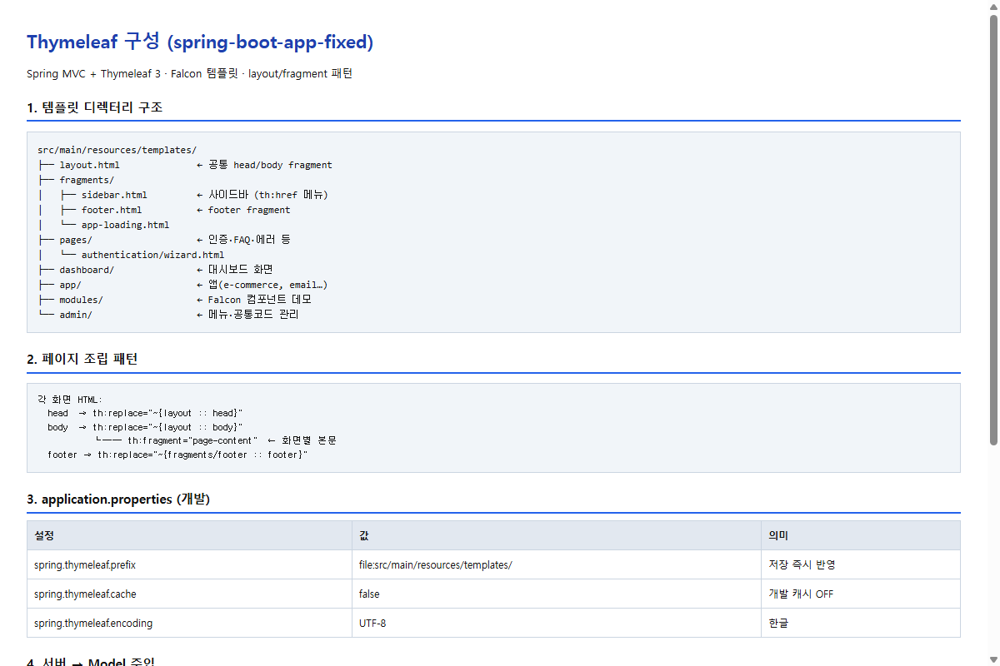 Thymeleaf 구성 (spring-boot-app-fixed)
Spring MVC + Thymeleaf 3 · Falcon 템플릿 · layout/fragment 패턴
1. 템플릿 디렉터리 구조
src/main/resources/templates/
├── layout.html ← 공통 head/body fragment
├── fragments/
│   ├── sidebar.html ← 사이드바 (th:href 메뉴)
│   ├── footer.html ← footer fragment
│   └── app-loading.html
├── pages/ ← 인증·FAQ·에러 등
│   └── authentication/wizard.html
├── dashboard/ ← 대시보드 화면
├── app/ ← 앱(e-commerce, email…)
├── modules/ ← Falcon 컴포넌트 데모
└── admin/ ← 메뉴·공통코드 관리
2. 페이지 조립 패턴
각 화면 HTML:
head → th:replace="~{layout :: head}"
body → th:replace="~{layout :: body}"
└── th:fragment="page-content" ← 화면별 본문
footer → th:replace="~{fragments/footer :: footer}"
3. application.properties (개발)
설정 값 의미
spring.thymeleaf.prefix file:src/main/resources/templates/ 저장 즉시 반영
spring.thymeleaf.cache false 개발 캐시 OFF
spring.thymeleaf.encoding UTF-8 한글
4. 서버 → Model 주입